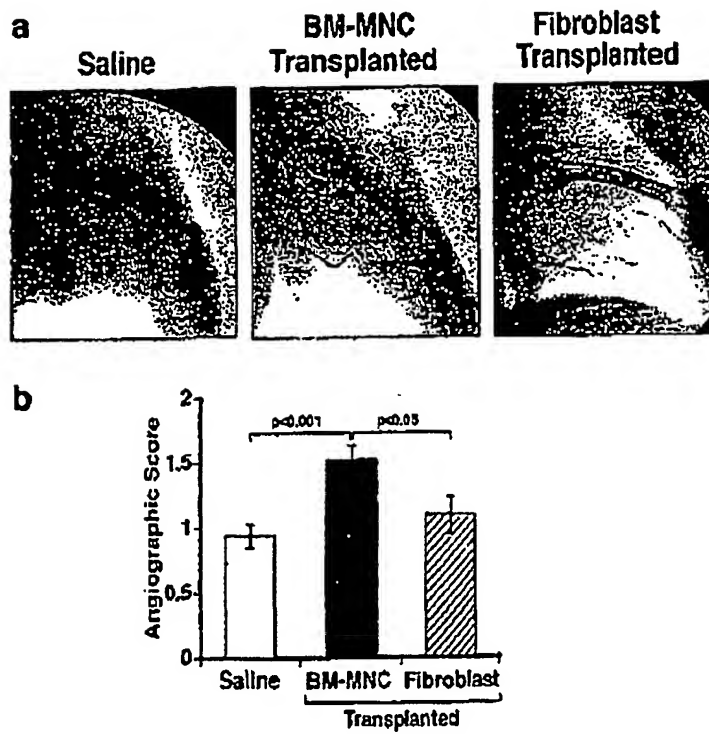 a
Saline
BM-MNC
Transplanted
Fibroblast
Transplanted
b
Angiographic Score
2
1.5
1
0.5
0
p<0.001
p<0.05
Saline
BM-MNC
Fibroblast
Transplanted